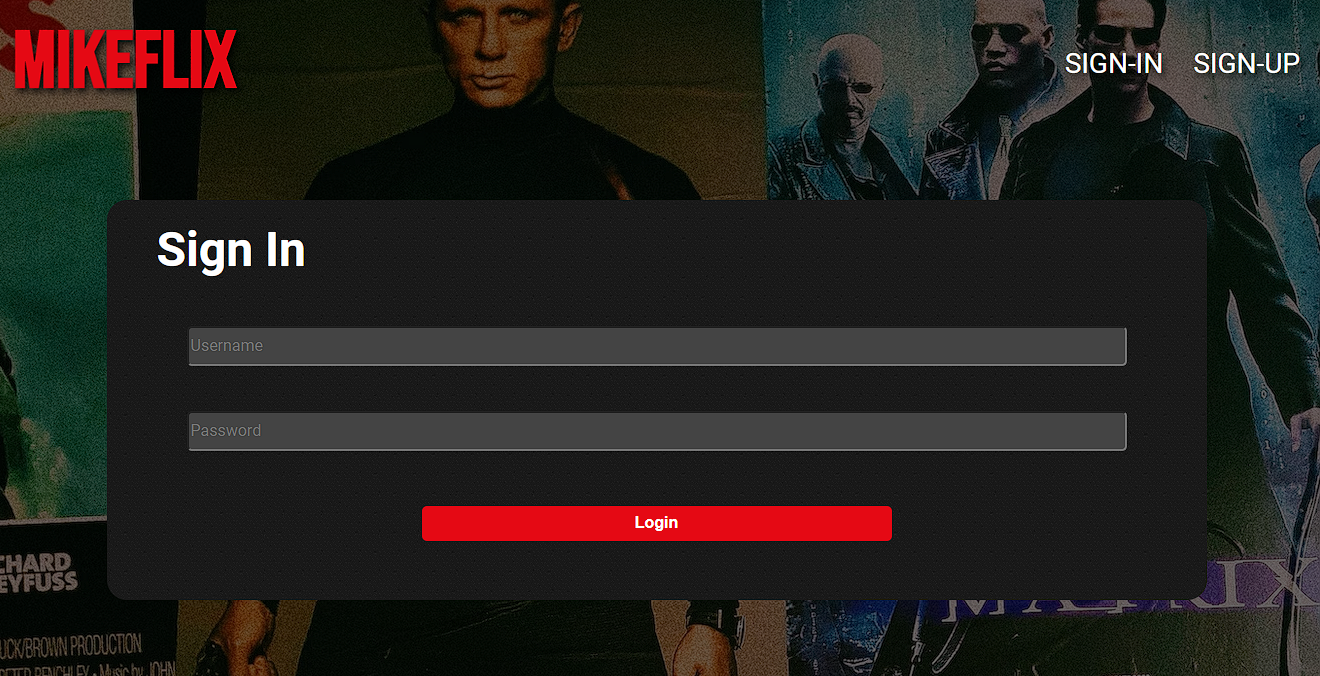 MIKEFLIX
SIGN-IN SIGN-UP
Sign In
Username
Password
Login
CHARD
EYFUSS
MATRIX
UCK/BROWN PRODUCTION
PETER BENCHLEY • Music by JOHN